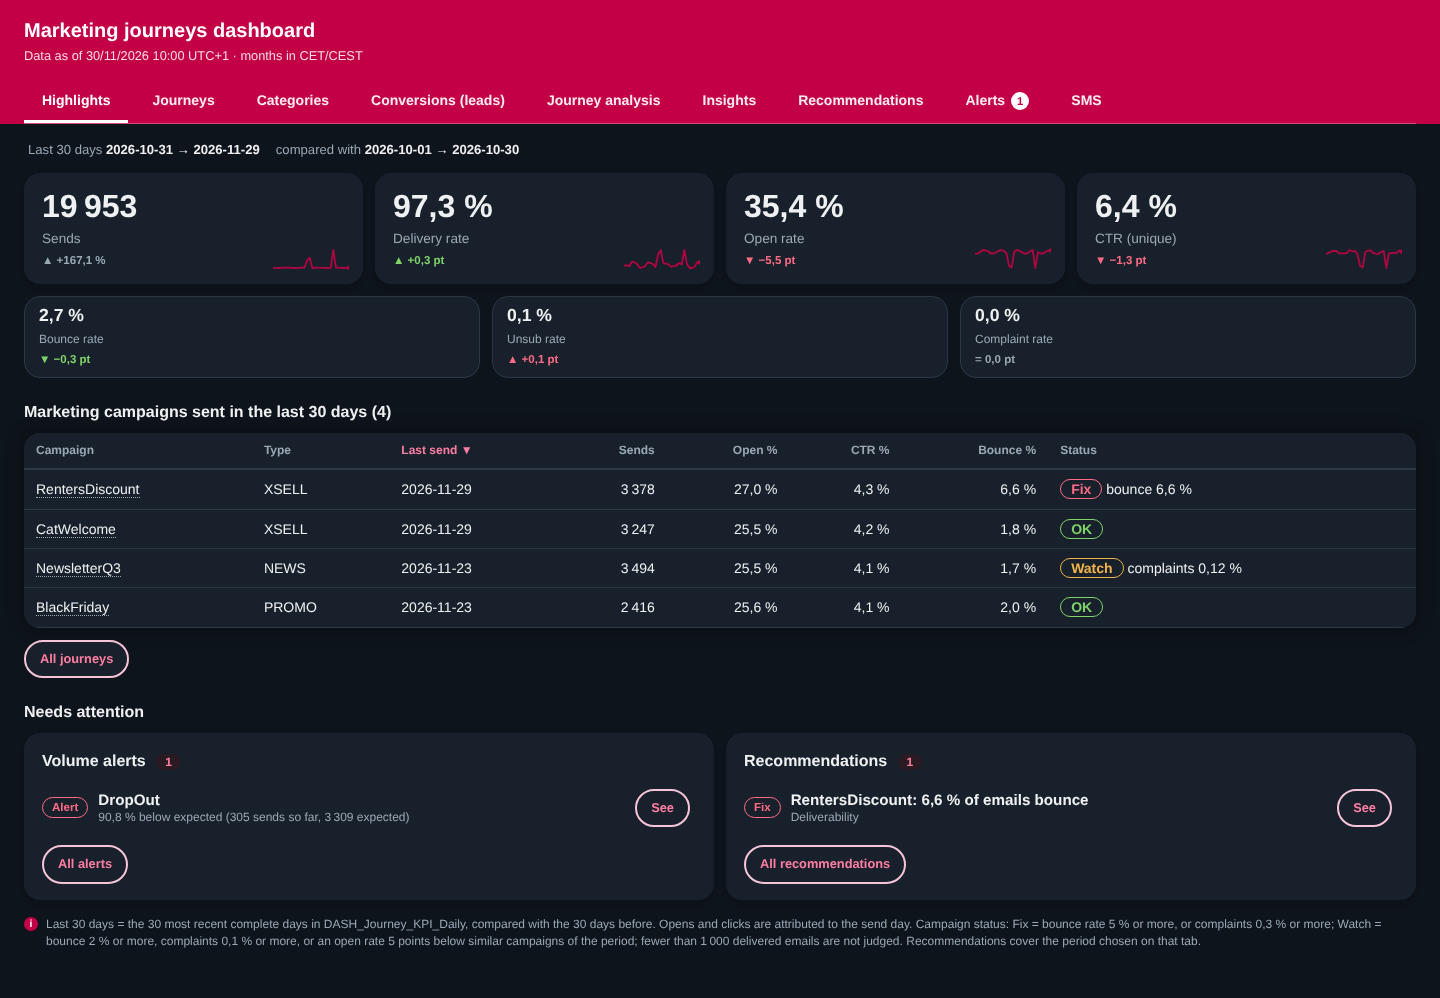 Marketing journeys dashboard
Data as of 30/11/2026 10:00 UTC+1 · months in CET/CEST
Highlights Journeys Categories Conversions (leads) Journey analysis Insights Recommendations Alerts 1 SMS
Last 30 days 2026-10-31 → 2026-11-29 compared with 2026-10-01 → 2026-10-30
19 953
Sends
▲ +167,1 %
97,3 %
Delivery rate
▲ +0,3 pt
35,4 %
Open rate
▼ −5,5 pt
6,4 %
CTR (unique)
▼ −1,3 pt
2,7 %
Bounce rate
▼ −0,3 pt
0,1 %
Unsub rate
▲ +0,1 pt
0,0 %
Complaint rate
= 0,0 pt
Marketing campaigns sent in the last 30 days (4)
Campaign Type Last send ▼ Sends Open % CTR % Bounce % Status
RentersDiscount XSELL 2026-11-29 3 378 27,0 % 4,3 % 6,6 % Fix bounce 6,6 %
CatWelcome XSELL 2026-11-29 3 247 25,5 % 4,2 % 1,8 % OK
NewsletterQ3 NEWS 2026-11-23 3 494 25,5 % 4,1 % 1,7 % Watch complaints 0,12 %
BlackFriday PROMO 2026-11-23 2 416 25,6 % 4,1 % 2,0 % OK
All journeys
Needs attention
Volume alerts 1
Alert DropOut See
90,8 % below expected (305 sends so far, 3 309 expected)
All alerts
Recommendations 1
Fix RentersDiscount: 6,6 % of emails bounce See
Deliverability
All recommendations
i Last 30 days = the 30 most recent complete days in DASH_Journey_KPI_Daily, compared with the 30 days before. Opens and clicks are attributed to the send day. Campaign status: Fix = bounce rate 5 % or more, or complaints 0,3 % or more; Watch =
bounce 2 % or more, complaints 0,1 % or more, or an open rate 5 points below similar campaigns of the period; fewer than 1 000 delivered emails are not judged. Recommendations cover the period chosen on that tab.